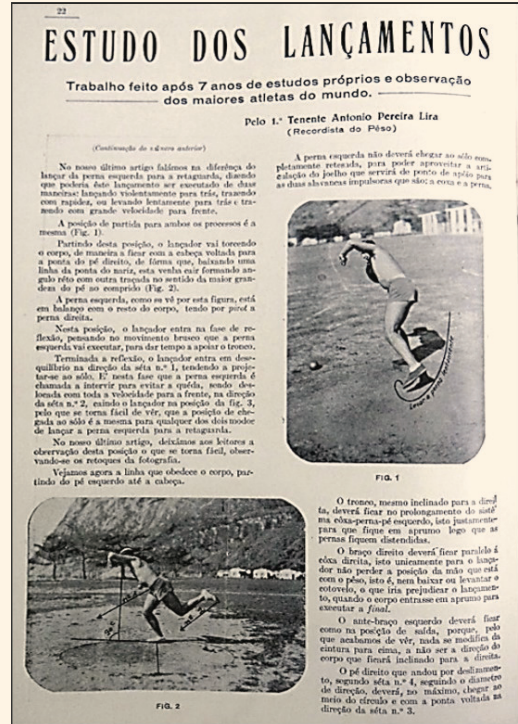 22
ESTUDO DOS LANÇAMENTOS
Trabalho feito após 7 anos de estudos próprios e observação
dos maiores atletas do mundo.
Pelo 1.º Tenente Antonio Pereira Lira
(Recordista do Pêso)
(Continuação do número anterior)
No nosso último artigo falámos na diferênça do
lançar da perna esquerda para a retaguarda, dizendo
que poderia êste lançamento ser executado de duas
maneiras: lançando violentamente para trás, trazendo
com rapidez, ou levando lentamente para trás e tra-
zendo com grande velocidade para frente.
A posição de partida para ambos os processos é a
mesma (Fig. 1).
Partindo desta posição, o lançador vai torcendo
o corpo, de maneira a ficar com a cabeça voltada para
a ponta do pé direito, de fórma que, baixando uma
linha da ponta do nariz, esta venha cair formando an-
gulo réto com outra traçada no sentido da maior gran-
deza do pé no comprido (Fig. 2).
A perna esquerda, como se vê por esta figura, está
em balanço com o resto do corpo, tendo por pivot a
perna direita.
Nesta posição, o lançador entra na fase de re-
flexão, pensando no movimento brusco que a perna
esquerda vai executar, para dar tempo a apoiar o tronco.
Terminada a reflexão, o lançador entra em dese-
quilíbrio na direção da séta n.º 1, tendendo a proje-
tar-se ao sólo. É nesta fase que a perna esquerda é
chamada a intervir para evitar a quéda, sendo des-
locada com toda a velocidade para a frente, na direção
da séta n.º 2, caindo o lançador na posição da fig. 3,
pelo que se torna fácil de vêr, que a posição de che-
gada ao sólo é a mesma para qualquer dos dois modos
de lançar a perna esquerda para a retaguarda.
No nosso último artigo, deixámos aos leitores a
observação desta posição o que se torna fácil, obser-
vando-se os retoques da fotografia.
Vejamos agora a linha que obedece o corpo, par-
tindo do pé esquerdo até a cabeça.
FIG. 2
A perna esquerda não deverá chegar ao sólo com-
pletamente retezada, para poder aproveitar a arti-
culação do joelho que servirá de ponto de apôio para
as duas alavancas impulsoras que são: a coxa e a perna.
FIG. 1
O tronco, mesmo inclinado para a direi-
ta, deverá ficar no prolongamento do sistê-
ma côxa-perna-pé esquerdo, isto justamente
para que fique em aprumo logo que as
pernas fiquem distendidas.
O braço direito deverá ficar paralelo á
côxa direita, isto unicamente para o lança-
dor não perder a posição da mão que está
com o pêso, isto é, nem baixar ou levantar o
cotovelo, o que iria prejudicar o lançamen-
to, quando o corpo entrasse em aprumo para
executar a final.
O ante-braço esquerdo deverá ficar
como na posição de saída, porque, pelo
que acabamos de vêr, nada se modifica da
cintura para cima, a não ser a direção do
corpo que ficará inclinado para a direita.
O pé direito que andou por deslisamen-
to, segundo séta n.º 4, seguindo o diametro
de direção, deverá, no máximo, chegar ao
meio do círculo e com a ponta voltada na
direção da séta n.º 3.